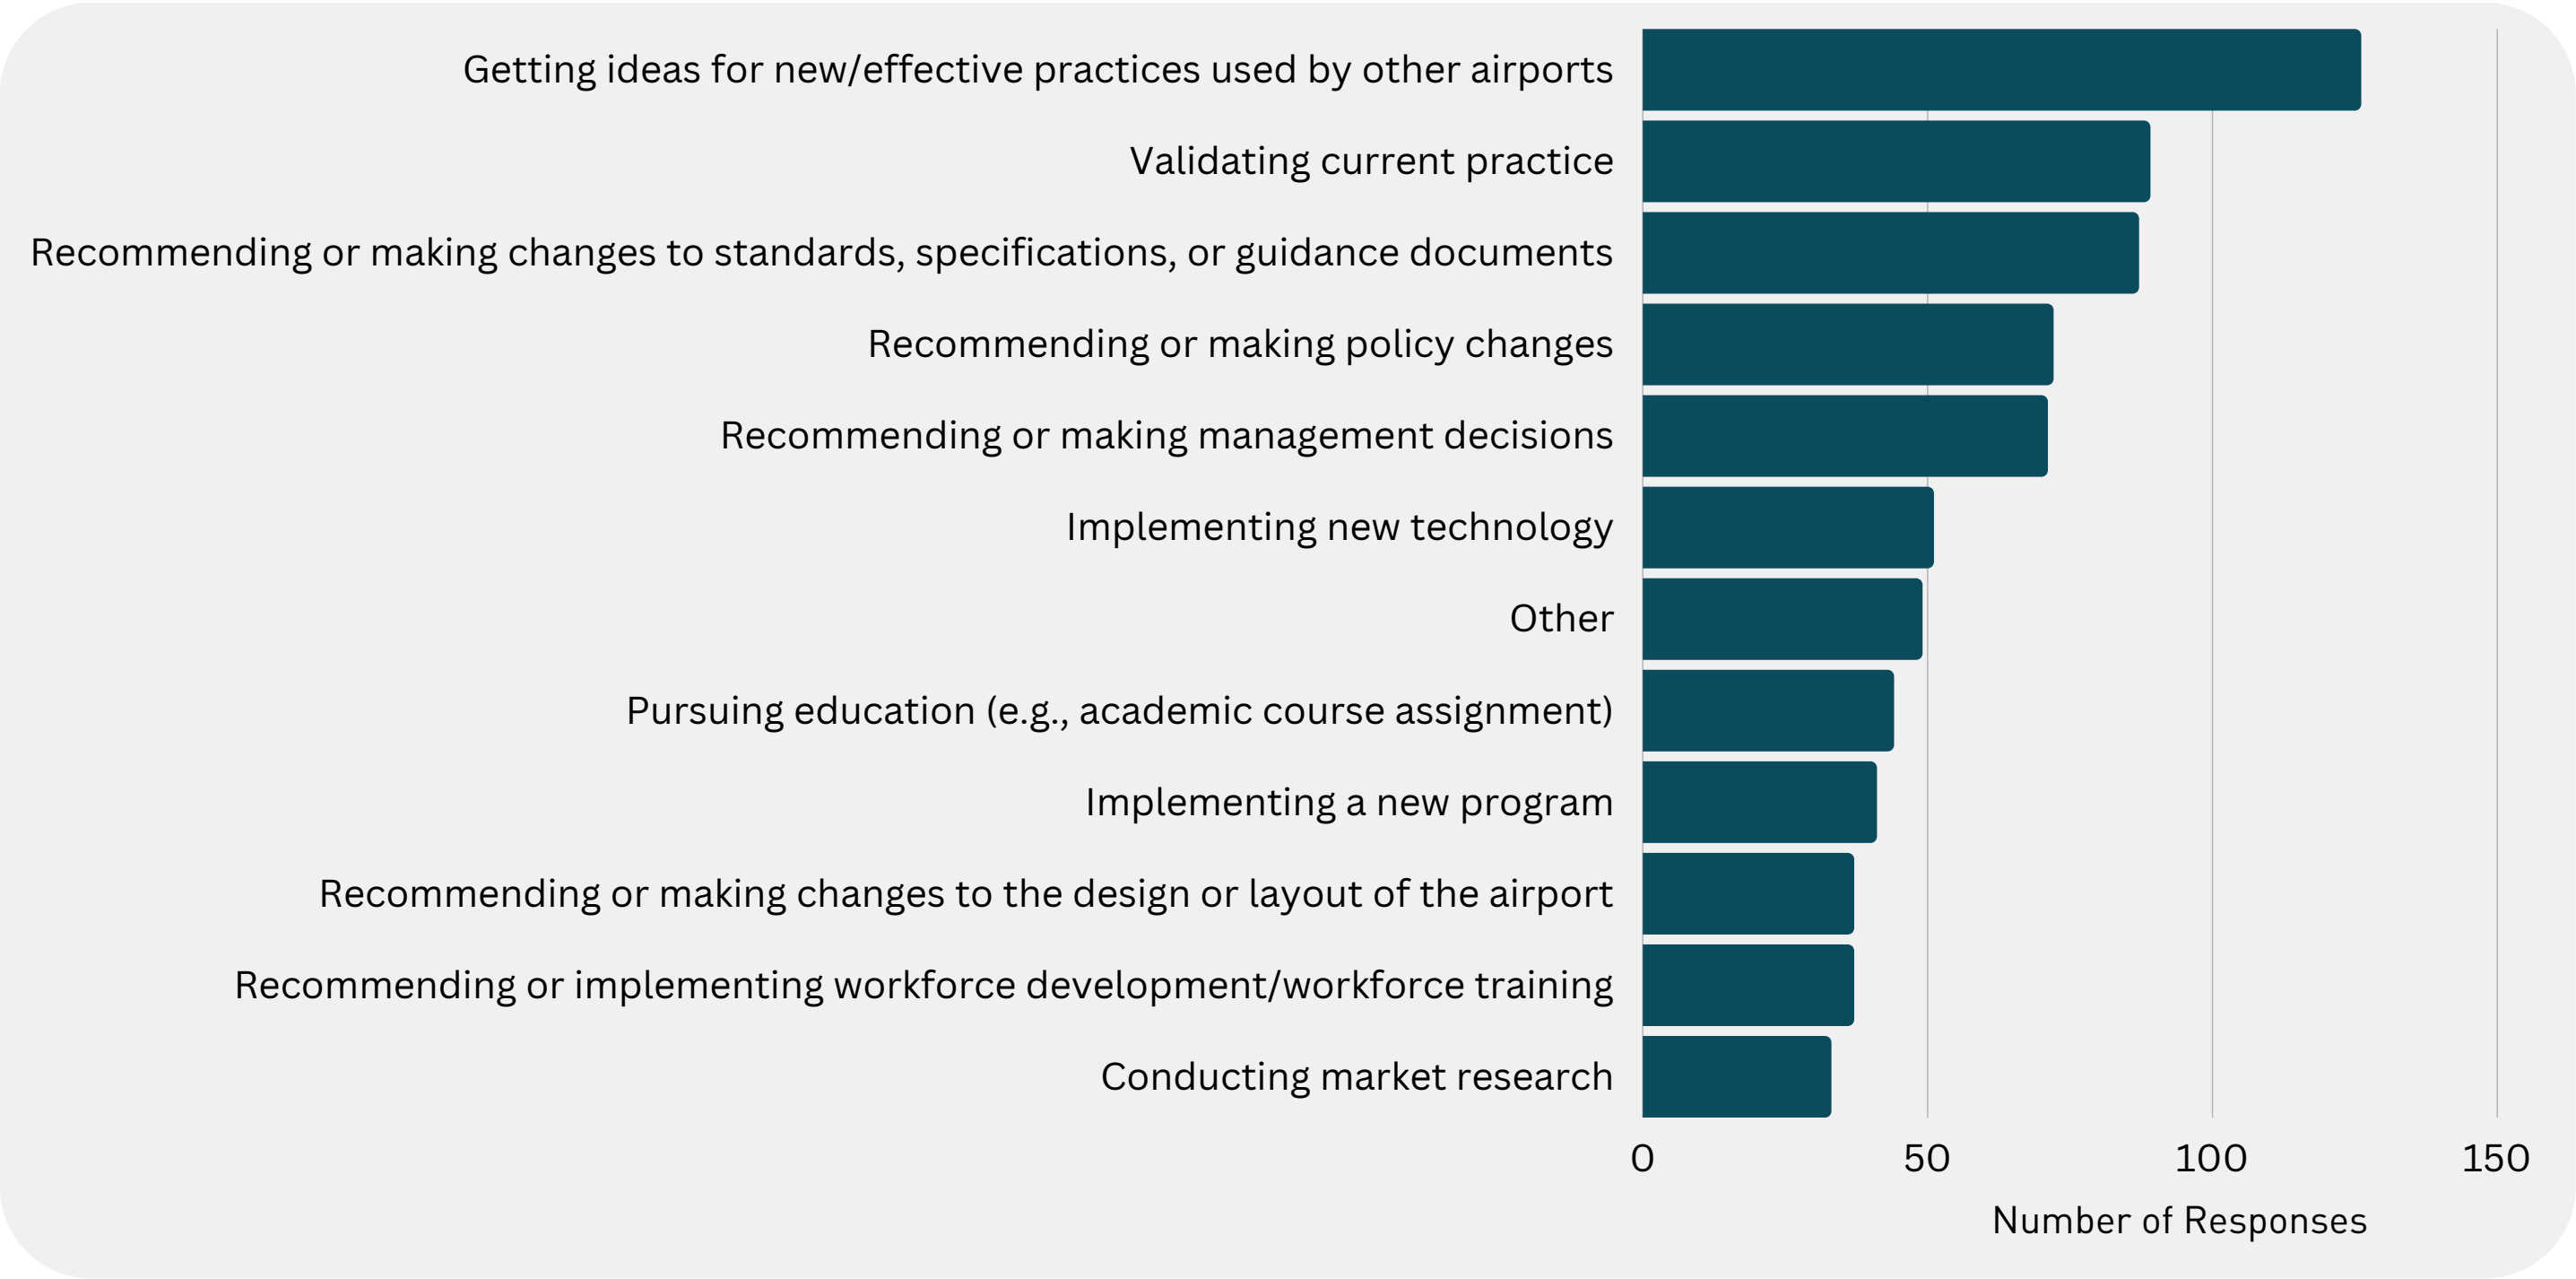 Getting ideas for new/effective practices used by other airports
Validating current practice
Recommending or making changes to standards, specifications, or guidance documents
Recommending or making policy changes
Recommending or making management decisions
Implementing new technology
Other
Pursuing education (e.g., academic course assignment)
Implementing a new program
Recommending or making changes to the design or layout of the airport
Recommending or implementing workforce development/workforce training
Conducting market research
0 50 100 150
Number of Responses